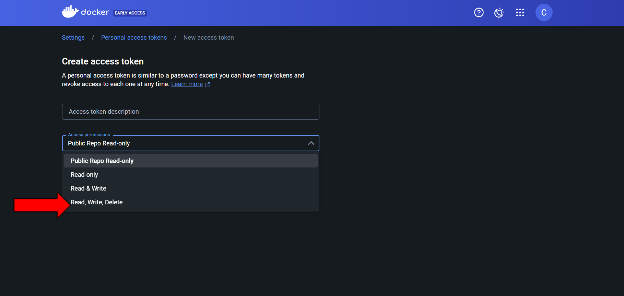 docker EARLY ACCESS
C
Settings / Personal access tokens / New access token
Create access token
A personal access token is similar to a password except you can have many tokens and
revoke access to each one at any time. Learn more
Access token description
Access permissions
Public Repo Read-only
Public Repo Read-only
Read-only
Read & Write
Read, Write, Delete